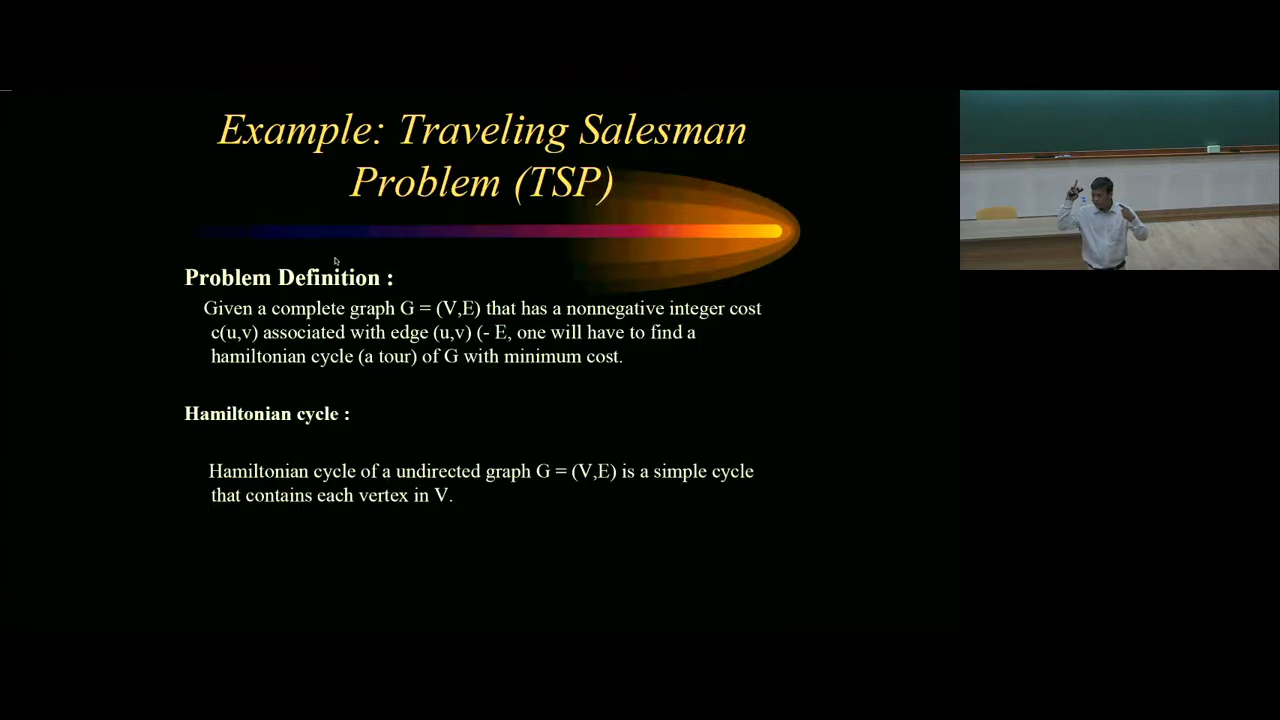 Example: Traveling Salesman
Problem (TSP)
Problem Definition :
Given a complete graph G = (V,E) that has a nonnegative integer cost
c(u,v) associated with edge (u,v) (- E, one will have to find a
hamiltonian cycle (a tour) of G with minimum cost.
Hamiltonian cycle :
Hamiltonian cycle of a undirected graph G = (V,E) is a simple cycle
that contains each vertex in V.